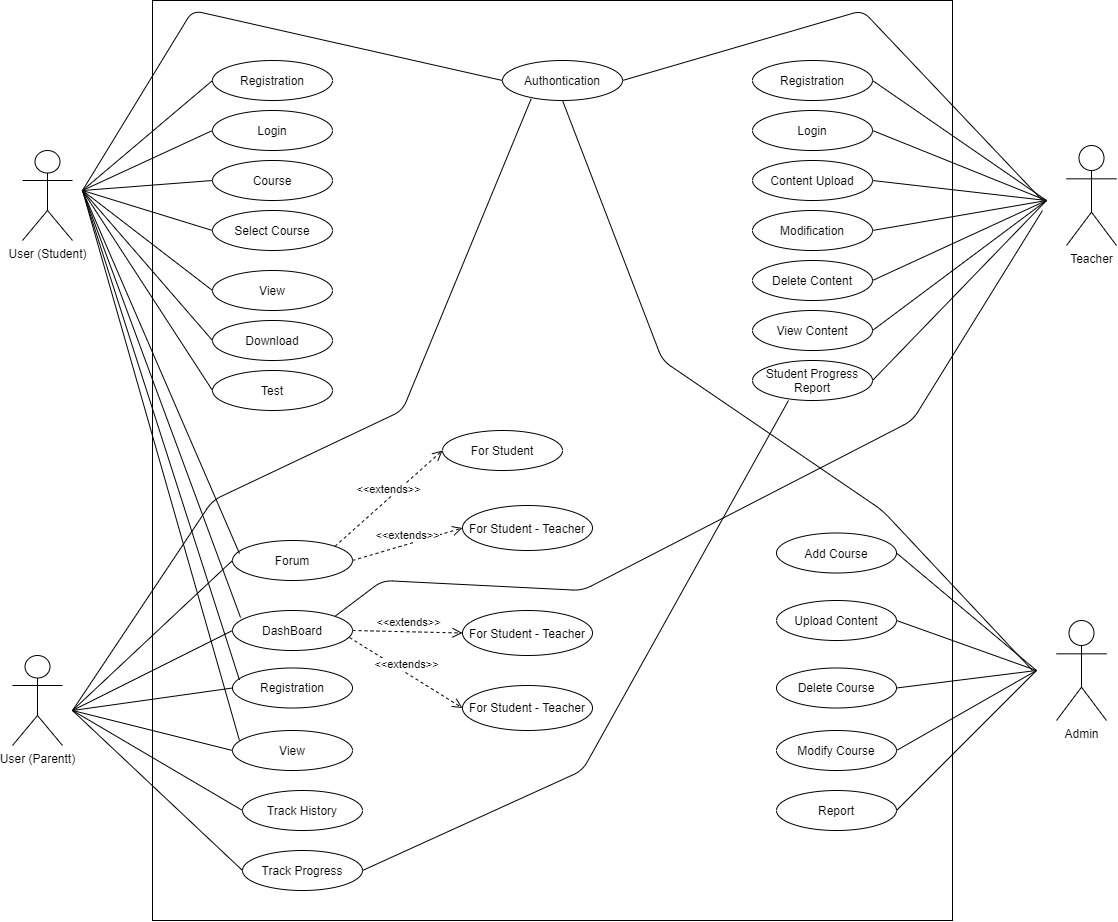 Authontication
Registration
Login
Course
Select Course
View
Download
Test
User (Student)
Registration
Login
Content Upload
Modification
Delete Content
View Content
Student Progress
Report
Teacher
For Student
<<extends>>
For Student - Teacher
<<extends>>
Forum
DashBoard
<<extends>>
For Student - Teacher
<<extends>>
For Student - Teacher
Registration
View
Track History
Track Progress
User (Parentt)
Add Course
Upload Content
Delete Course
Modify Course
Report
Admin